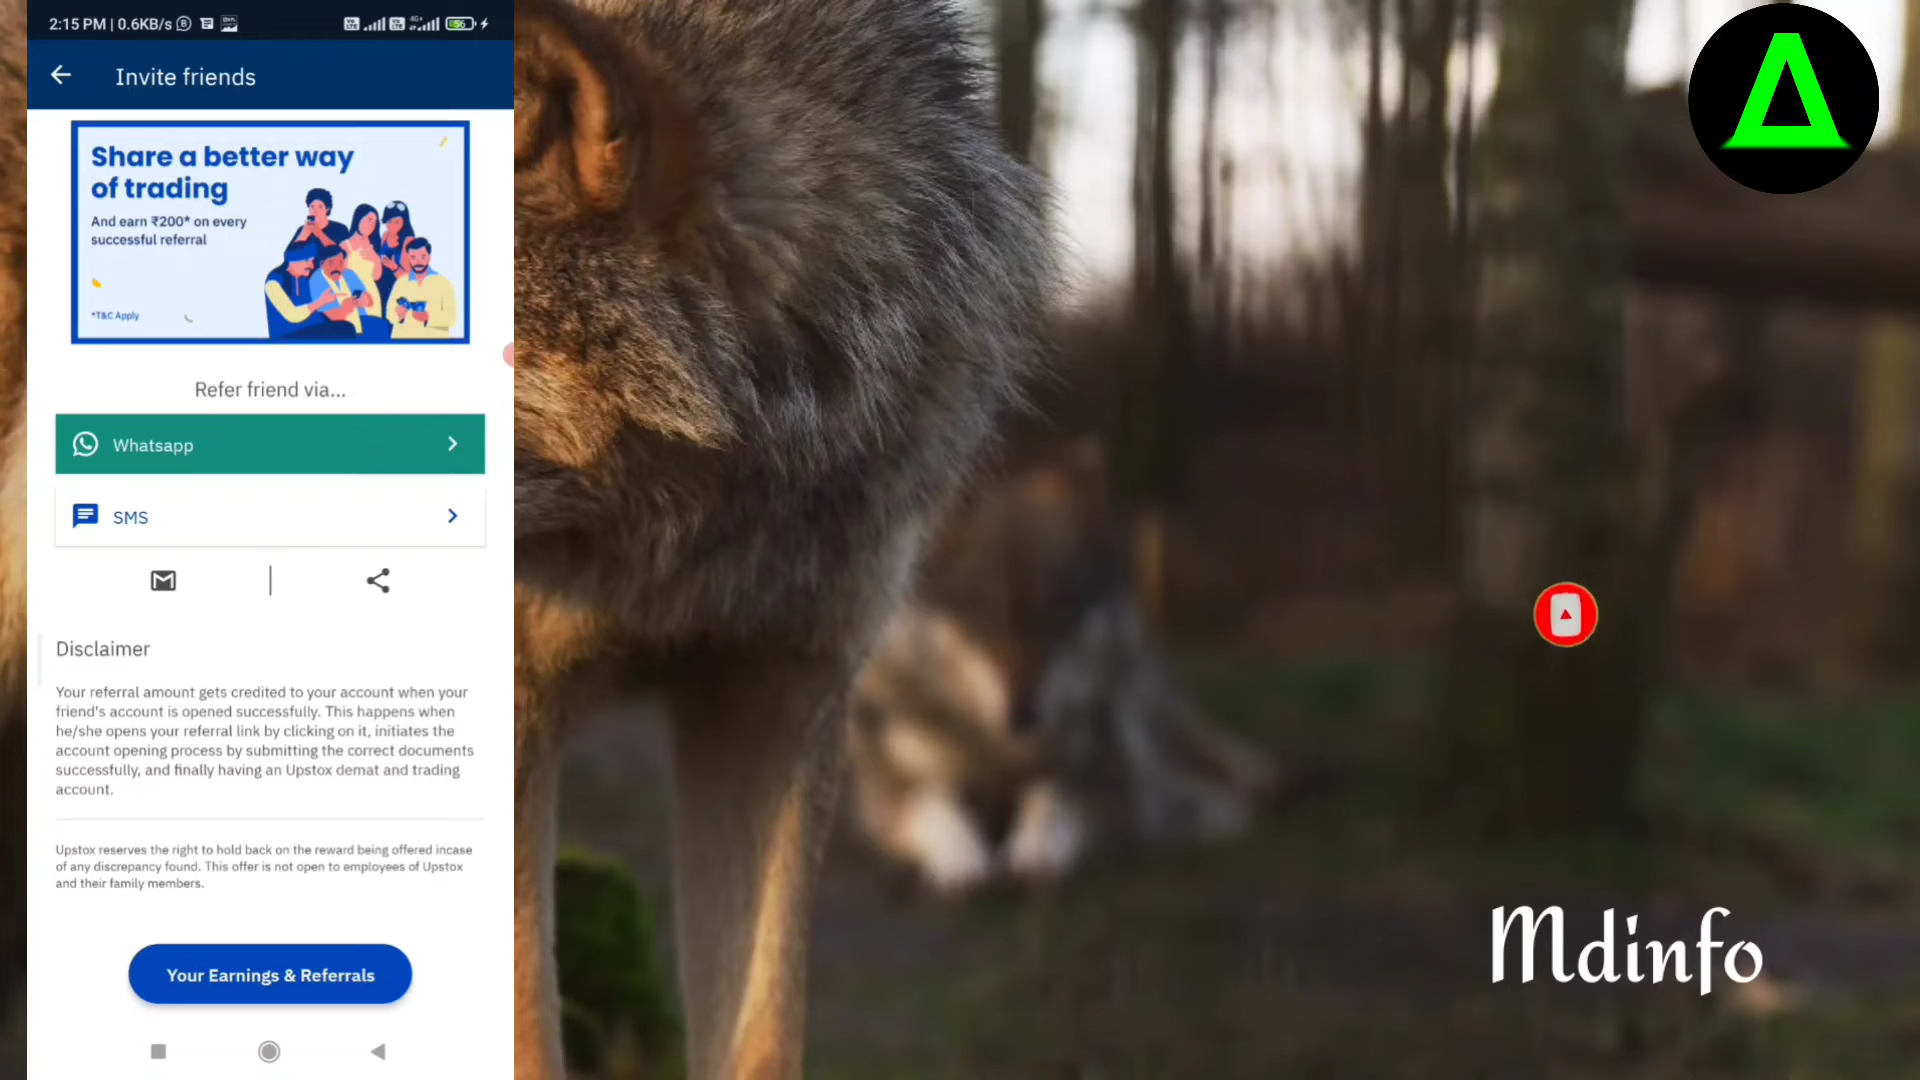 2:15 PM | 0.6KB/s
56
Invite friends
Share a better way
of trading
And earn ₹200* on every
successful referral
*T&C Apply
Refer friend via...
Whatsapp
SMS
Disclaimer
Your referral amount gets credited to your account when your
friend's account is opened successfully. This happens when
he/she opens your referral link by clicking on it, initiates the
account opening process by submitting the correct documents
successfully, and finally having an Upstox demat and trading
account.
Upstox reserves the right to hold back on the reward being offered incase
of any discrepancy found. This offer is not open to employees of Upstox
and their family members.
Your Earnings & Referrals
Mdinfo